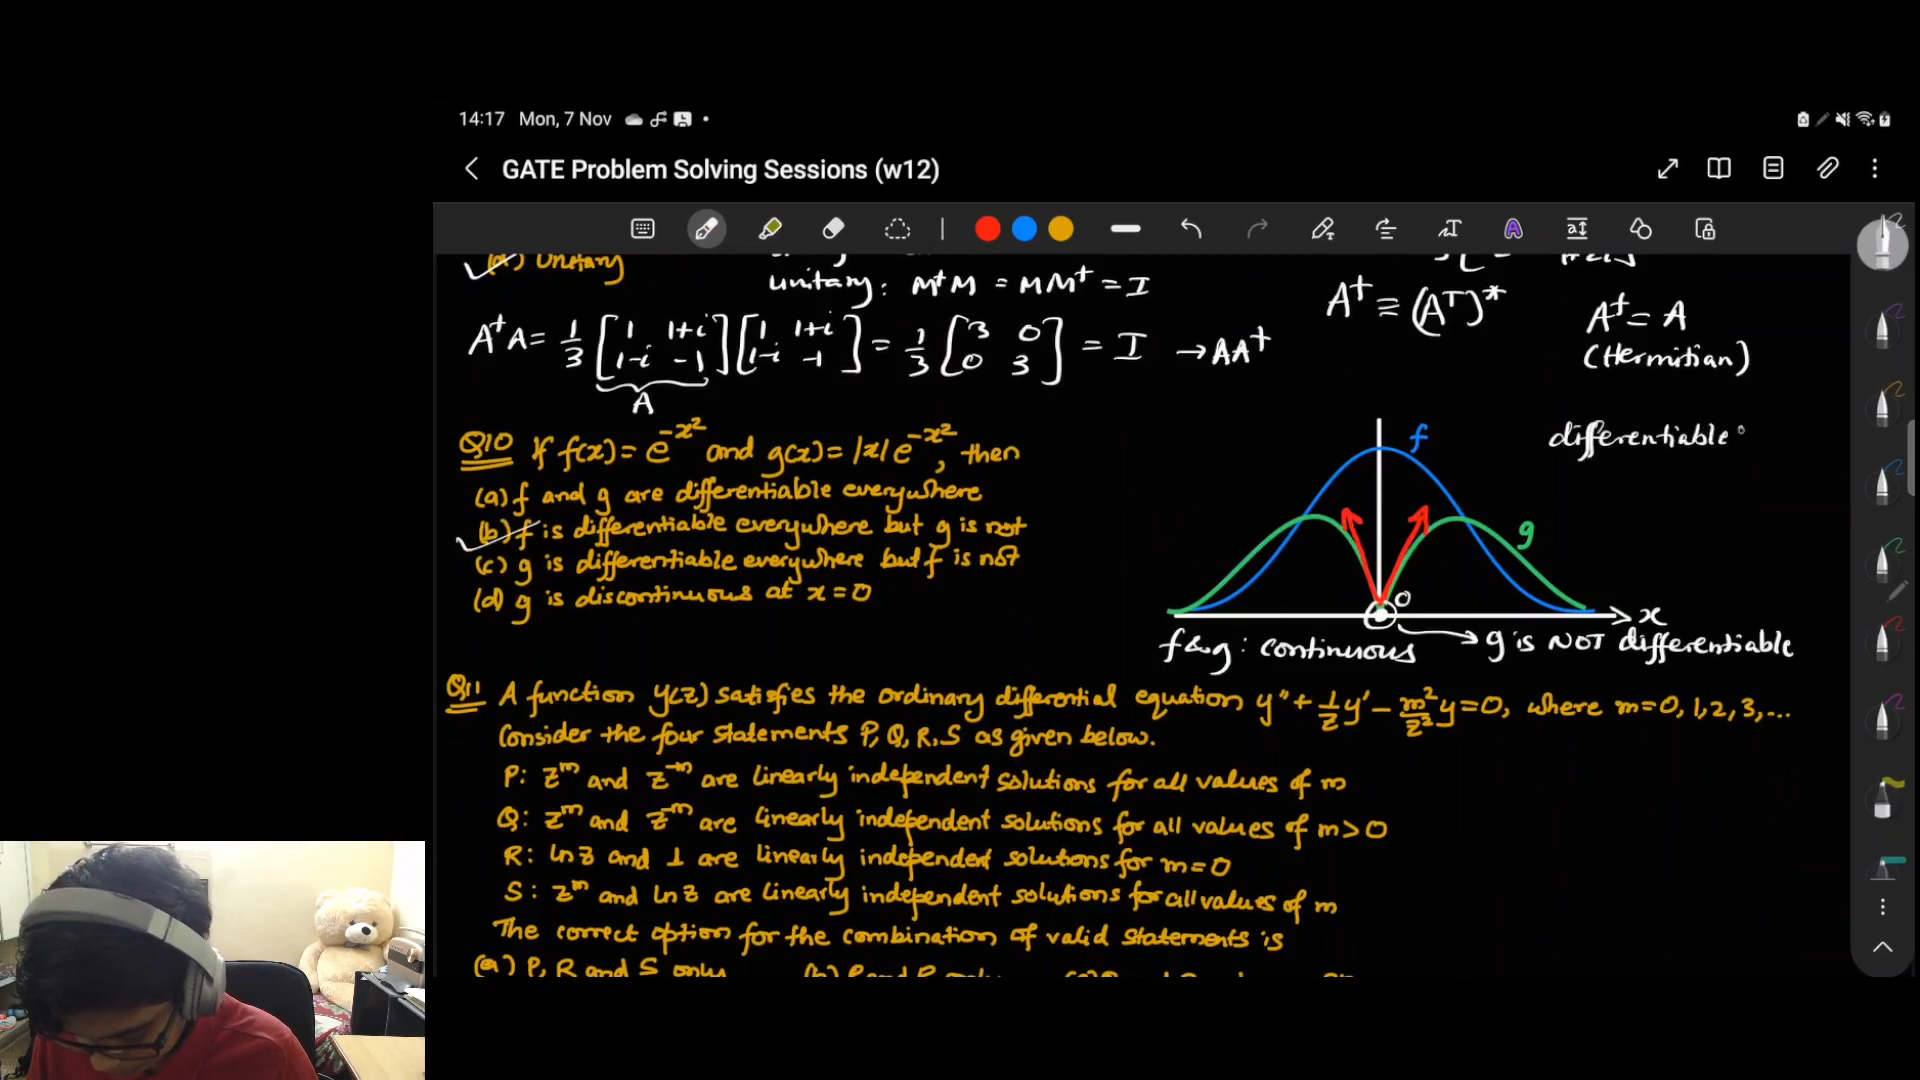 14:17 Mon, 7 Nov
GATE Problem Solving Sessions (w12)
(a) Unitary
Unitary: M†M = MM† = I
A† ≡ (Aᵀ)*
A† = A
(Hermitian)
A†A = 1/3 [1 1+i; 1-i -1] [1 1+i; 1-i -1] = 1/3 [3 0; 0 3] = I → AA†
A
Q10 If f(x) = e^{-x²} and g(x) = |x| e^{-x²}, then
(a) f and g are differentiable everywhere
(b) f is differentiable everywhere but g is not
(c) g is differentiable everywhere but f is not
(d) g is discontinuous at x = 0
f
differentiable:
g
0
x
f & g : continuous → g is NOT differentiable
Q11 A function y(z) satisfies the ordinary differential equation y'' + 1/z y' − m²/z² y = 0, where m = 0, 1, 2, 3, ...
Consider the four statements P, Q, R, S as given below.
P: z^m and z^{-m} are linearly independent solutions for all values of m
Q: z^m and z^{-m} are linearly independent solutions for all values of m > 0
R: ln z and 1 are linearly independent solutions for m = 0
S: z^m and ln z are linearly independent solutions for all values of m
The correct option for the combination of valid statements is
(a) P, R and S only